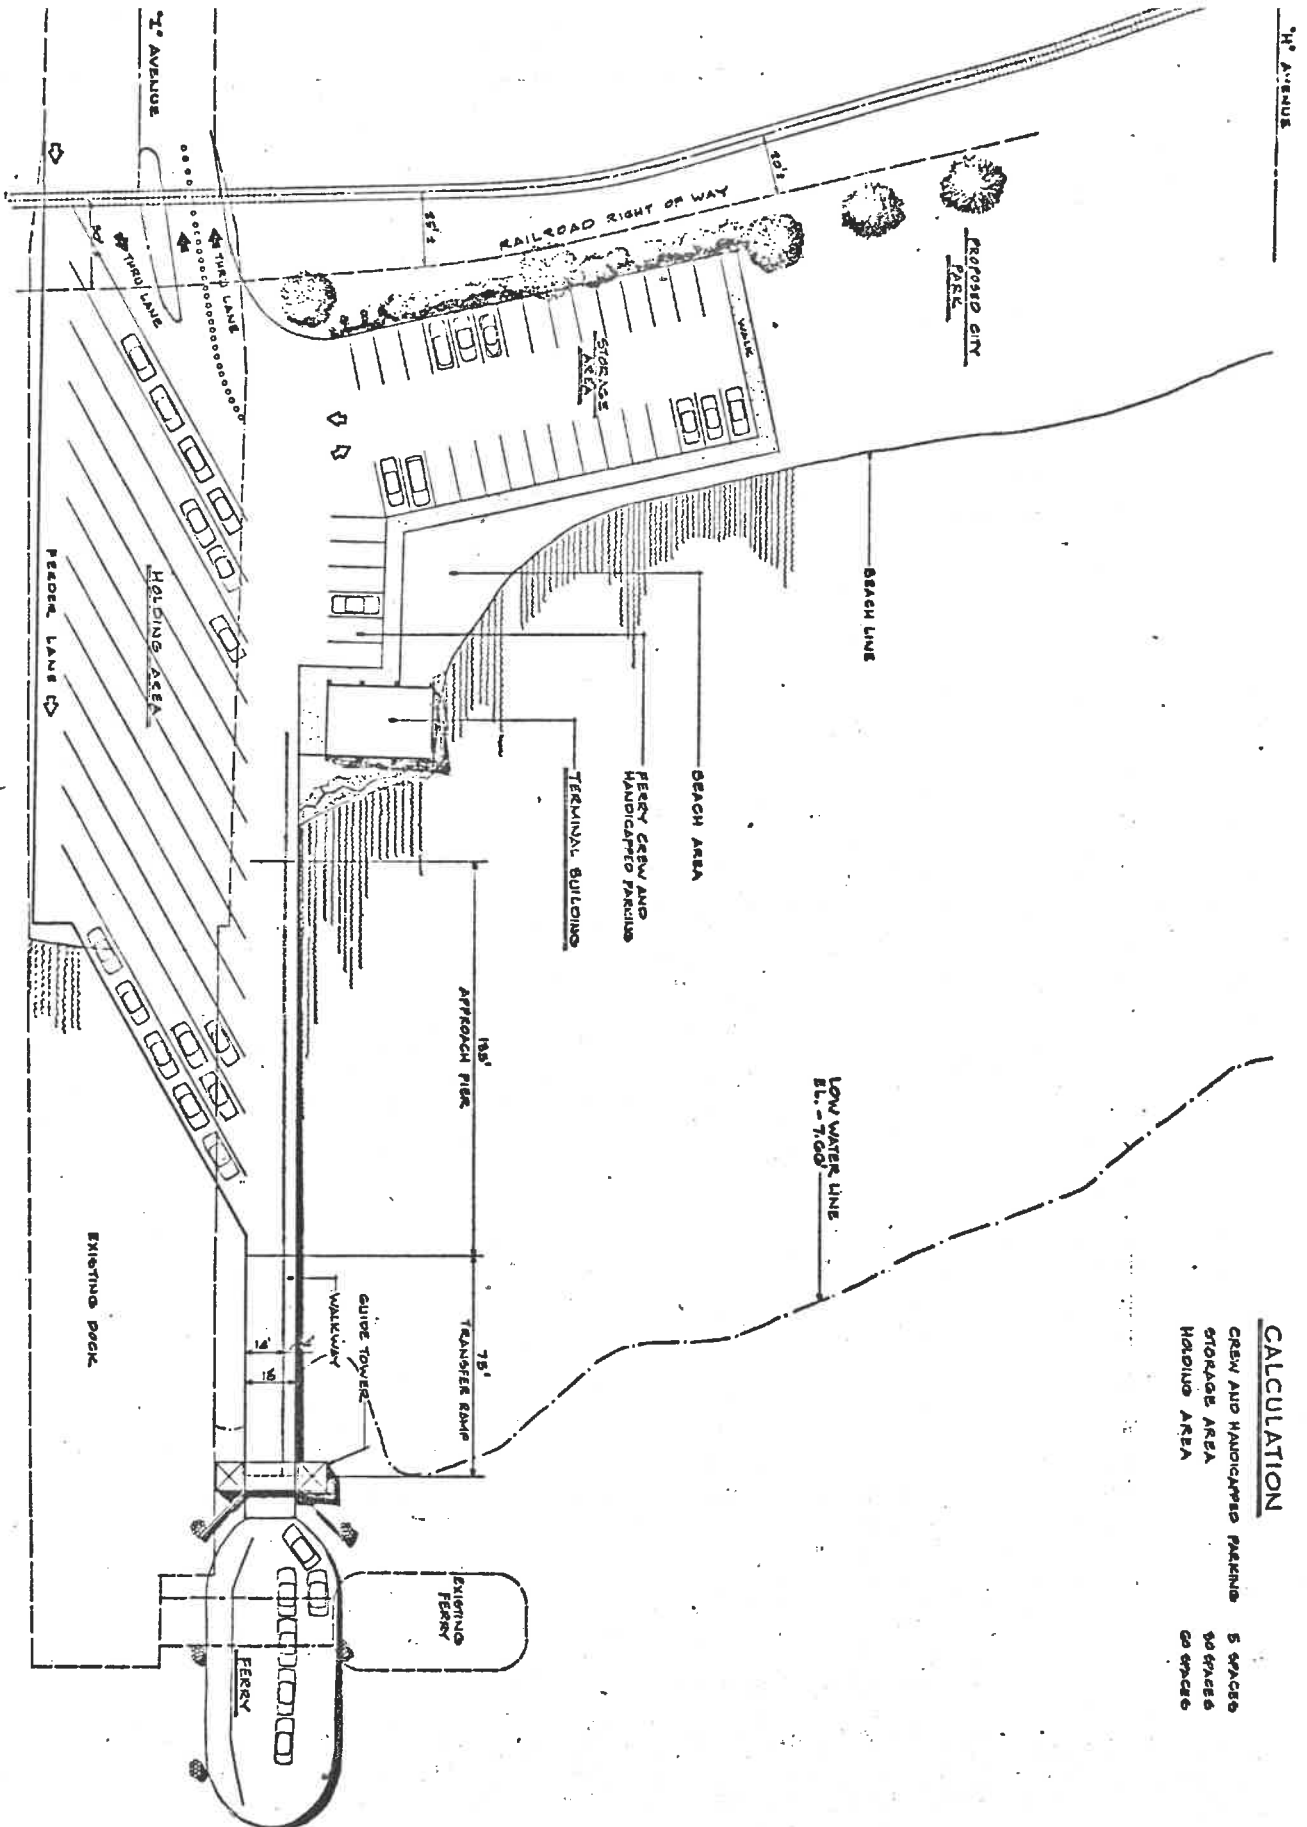 "H" AVENUE
"I" AVENUE
THRU LANE
THRU LANE
RAILROAD RIGHT OF WAY
PROPOSED CITY
PARK
WALK
STORAGE
AREA
HOLDING AREA
FEEDER LANE
BEACH LINE
BEACH AREA
FERRY CREW AND
HANDICAPPED PARKING
TERMINAL BUILDING
APPROACH PIER
75'
TRANSFER RAMP
LOW WATER LINE
EL. - 7.60'
WALKWAY
GUIDE TOWER
EXISTING DOCK
EXISTING
FERRY
FERRY
CALCULATION
CREW AND HANDICAPPED PARKING 5 SPACES
STORAGE AREA 30 SPACES
HOLDING AREA 60 SPACES